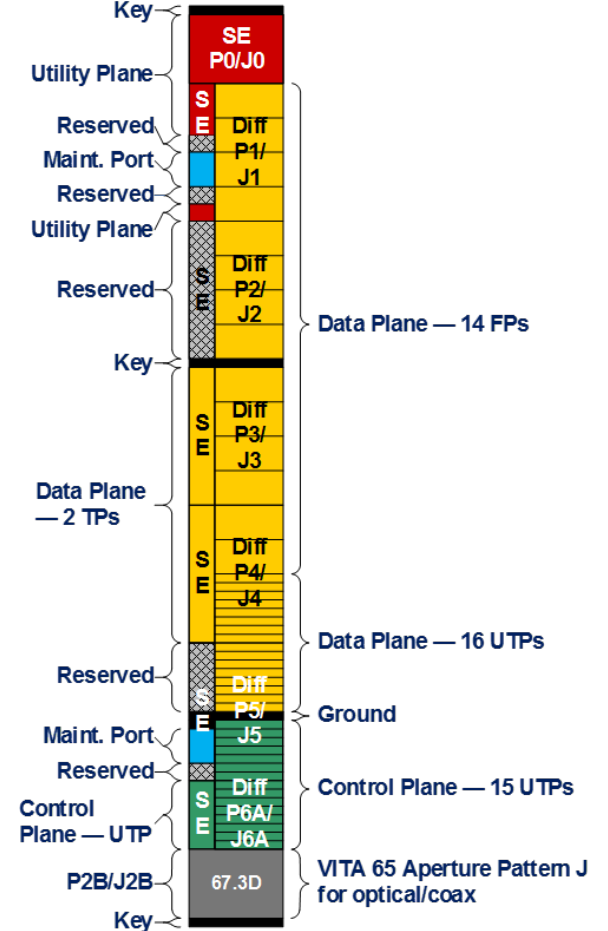 Key
SE
P0/J0
Utility Plane
S
E
Reserved
Diff
P1/
J1
Maint. Port
Reserved
Utility Plane
Reserved
S
E
Diff
P2/
J2
Data Plane — 14 FPs
Key
S
E
Diff
P3/
J3
Data Plane
— 2 TPs
S
E
Diff
P4/
J4
Data Plane — 16 UTPs
Reserved
S
E
Diff
P5/
J5
Ground
Maint. Port
Reserved
Control Plane — 15 UTPs
Control
Plane — UTP
S
E
Diff
P6A/
J6A
P2B/J2B
67.3D
VITA 65 Aperture Pattern J
for optical/coax
Key